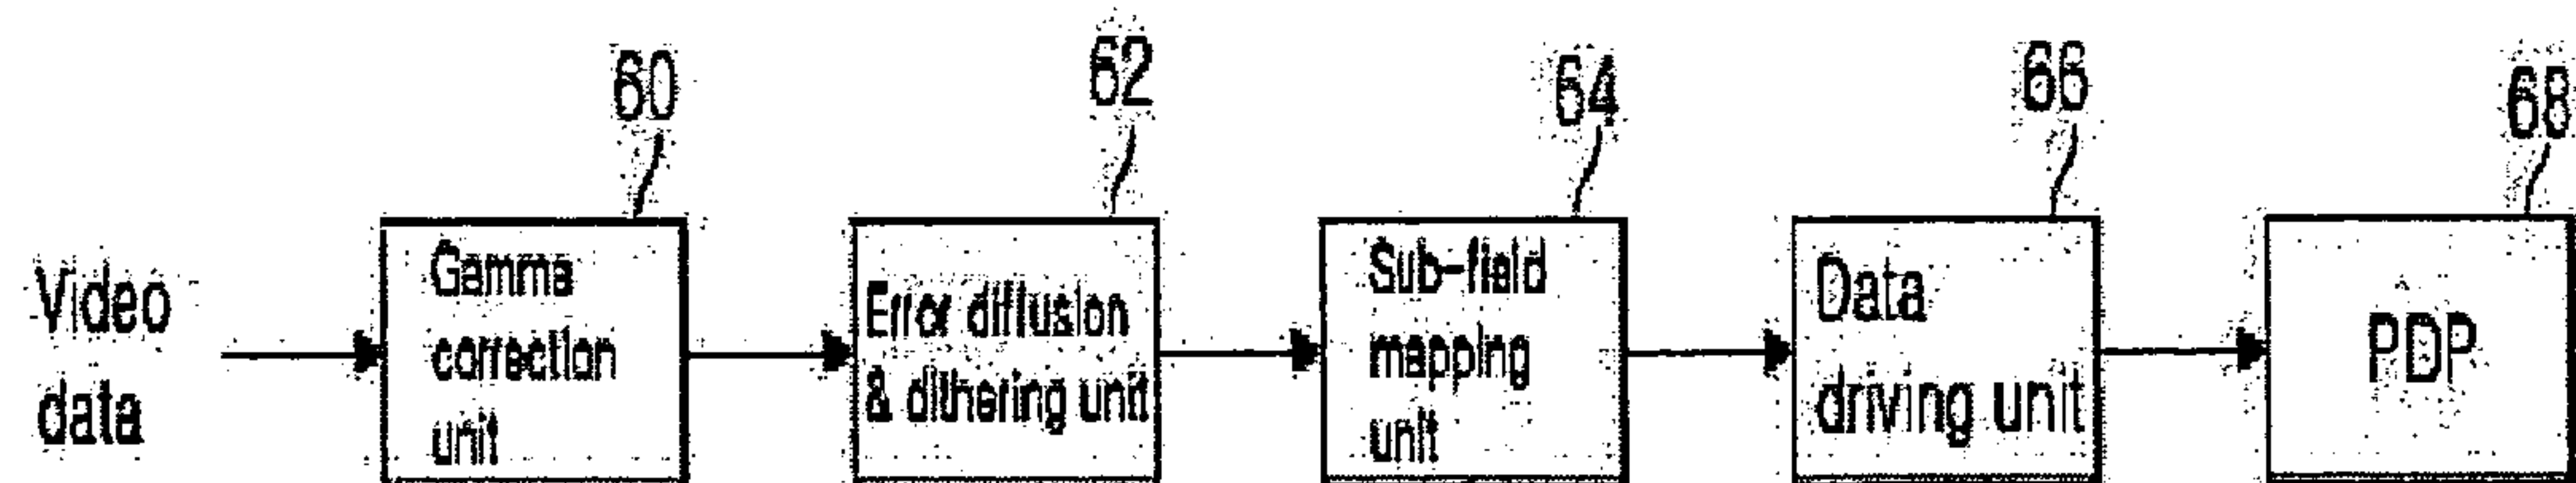 60
62
64
66
68
Video
data
Gamma
correction
unit
Error diffusion
& dithering unit
Sub-field
mapping
unit
Data
driving unit
PDP